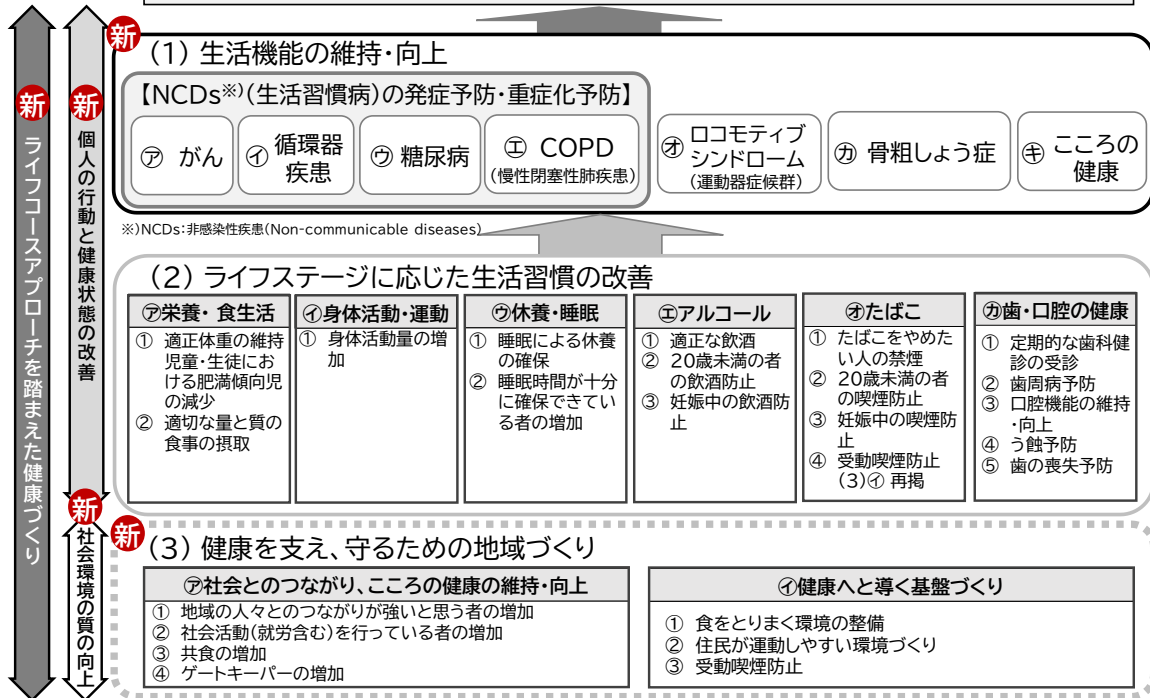 新
ライフコースアプローチを踏まえた健康づくり
新
個人の行動と健康状態の改善
新
社会環境の質の向上
新
(1) 生活機能の維持・向上
【NCDs※)(生活習慣病)の発症予防・重症化予防】
㋐ がん
㋑ 循環器
疾患
㋒ 糖尿病
㋓ COPD
(慢性閉塞性肺疾患)
㋔ ロコモティブ
シンドローム
(運動器症候群)
㋕ 骨粗しょう症
㋖ こころの
健康
※)NCDs:非感染性疾患(Non-communicable diseases)
(2) ライフステージに応じた生活習慣の改善
㋐栄養・ 食生活
① 適正体重の維持
児童・生徒にお
ける肥満傾向児
の減少
② 適切な量と質の
食事の摂取
㋑身体活動・運動
① 身体活動量の増
加
㋒休養・睡眠
① 睡眠による休養
の確保
② 睡眠時間が十分
に確保できてい
る者の増加
㋓アルコール
① 適正な飲酒
② 20歳未満の者
の飲酒防止
③ 妊娠中の飲酒防
止
㋔たばこ
① たばこをやめた
い人の禁煙
② 20歳未満の者
の喫煙防止
③ 妊娠中の喫煙防
止
④ 受動喫煙防止
(3)㋑ 再掲
㋕歯・口腔の健康
① 定期的な歯科健
診の受診
② 歯周病予防
③ 口腔機能の維持
・向上
④ う蝕予防
⑤ 歯の喪失予防
新
(3) 健康を支え、守るための地域づくり
㋐社会とのつながり、こころの健康の維持・向上
① 地域の人々とのつながりが強いと思う者の増加
② 社会活動(就労含む)を行っている者の増加
③ 共食の増加
④ ゲートキーパーの増加
㋑健康へと導く基盤づくり
① 食をとりまく環境の整備
② 住民が運動しやすい環境づくり
③ 受動喫煙防止